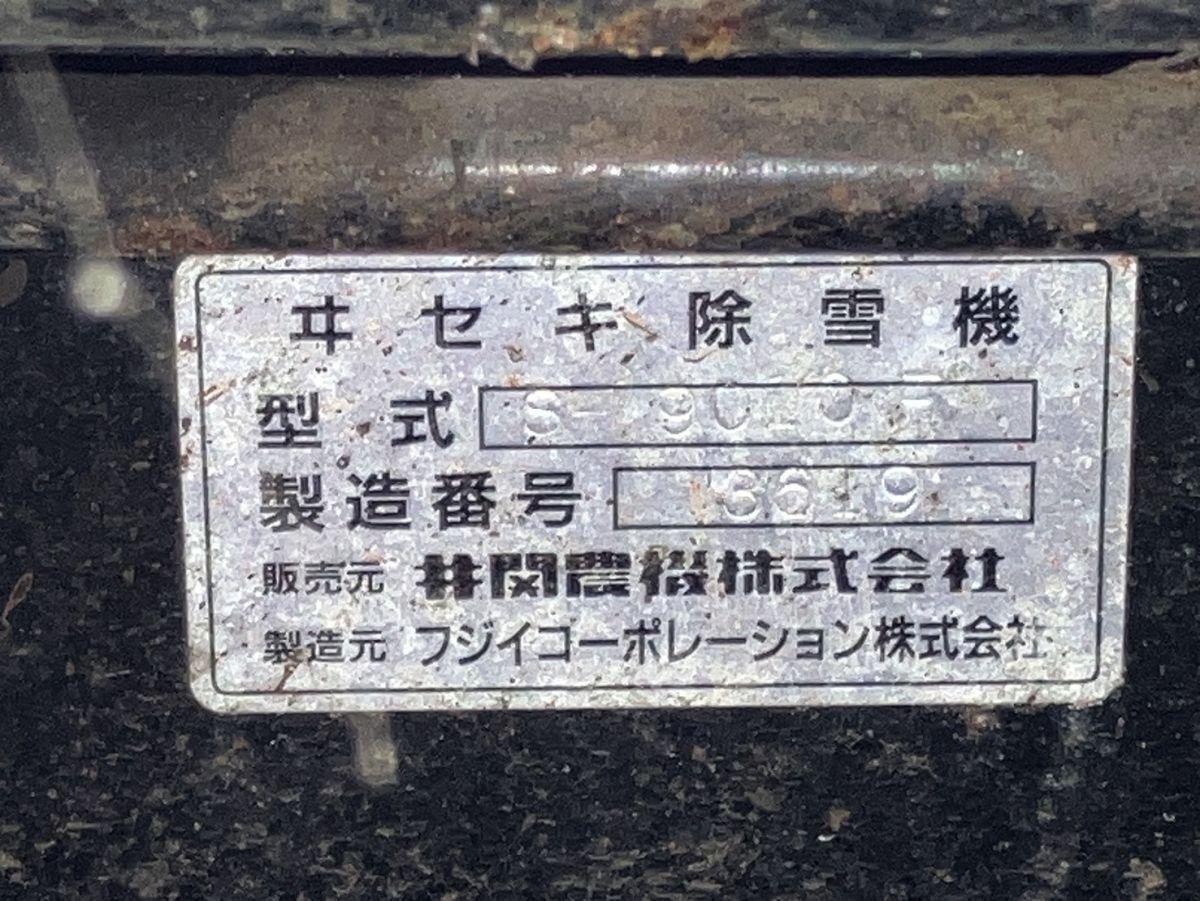 ヰセキ除雪機
型式
製造番号 3619
販売元 井関農機株式会社
製造元 フジイコーポレーション株式会社